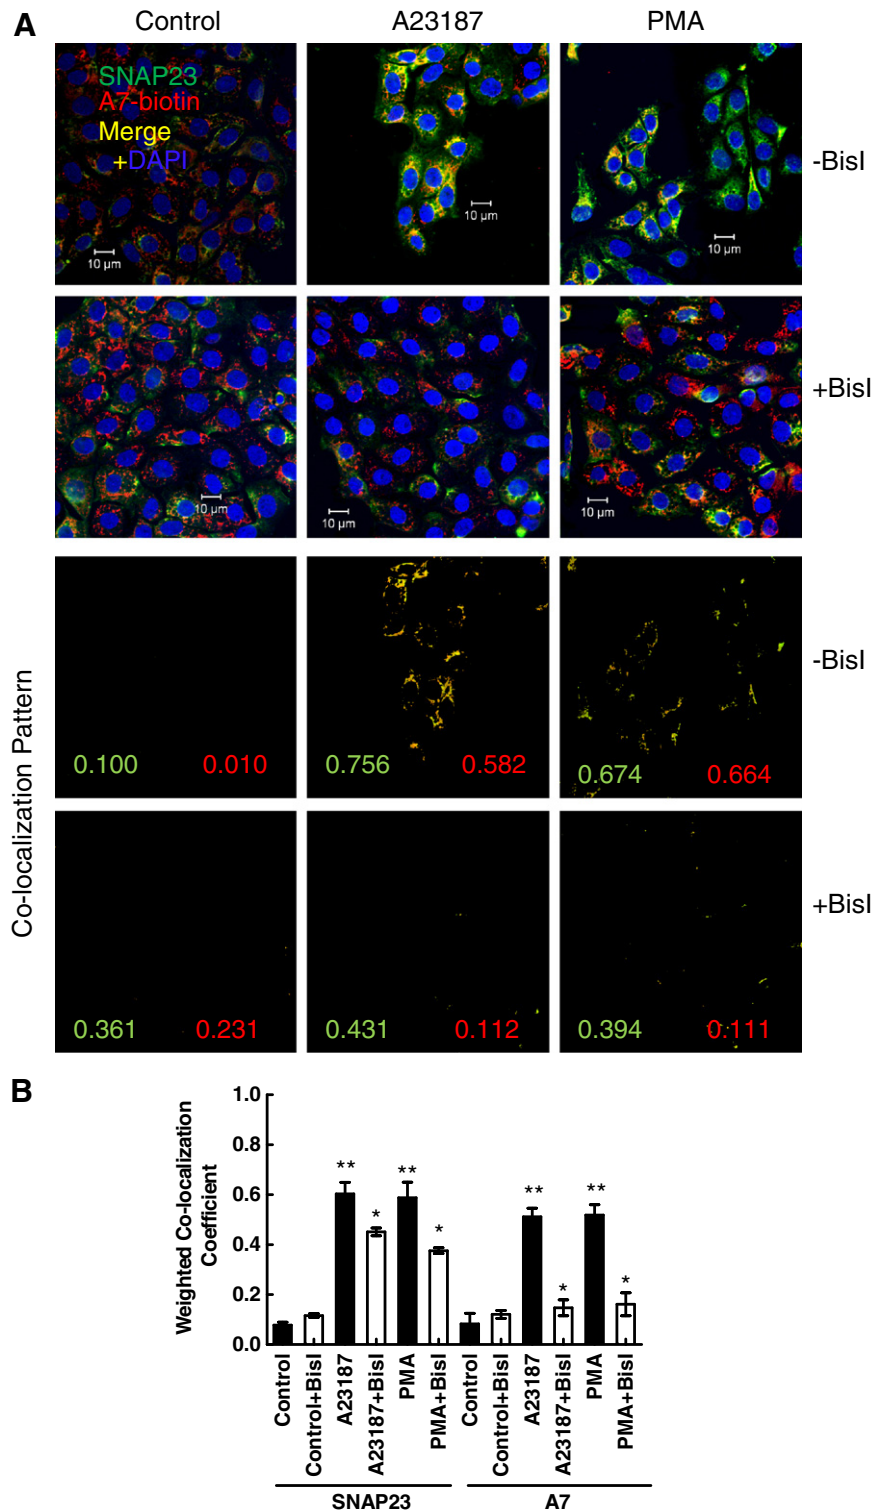 A
Control
A23187
PMA
SNAP23
A7-biotin
Merge
+DAPI
10 µm
10 µm
10 µm
-BisI
10 µm
10 µm
10 µm
+BisI
Co-localization Pattern
0.100
0.010
0.756
0.582
0.674
0.664
-BisI
0.361
0.231
0.431
0.112
0.394
0.111
+BisI
B
Weighted Co-localization
Coefficient
1.0
0.8
0.6
0.4
0.2
0.0
**
*
**
*
**
*
**
*
Control
Control+BisI
A23187
A23187+BisI
PMA
PMA+BisI
Control
Control+BisI
A23187
A23187+BisI
PMA
PMA+BisI
SNAP23
A7